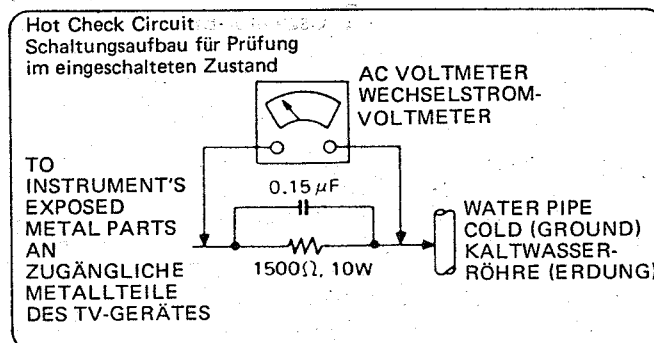 Hot Check Circuit
Schaltungsaufbau für Prüfung
im eingeschalteten Zustand
AC VOLTMETER
WECHSELSTROM-
VOLTMETER
TO
INSTRUMENT'S
EXPOSED
METAL PARTS
AN
ZUGÄNGLICHE
METALLTEILE
DES TV-GERÄTES
0.15 μF
1500Ω, 10W
WATER PIPE
COLD (GROUND)
KALTWASSER-
RÖHRE (ERDUNG)